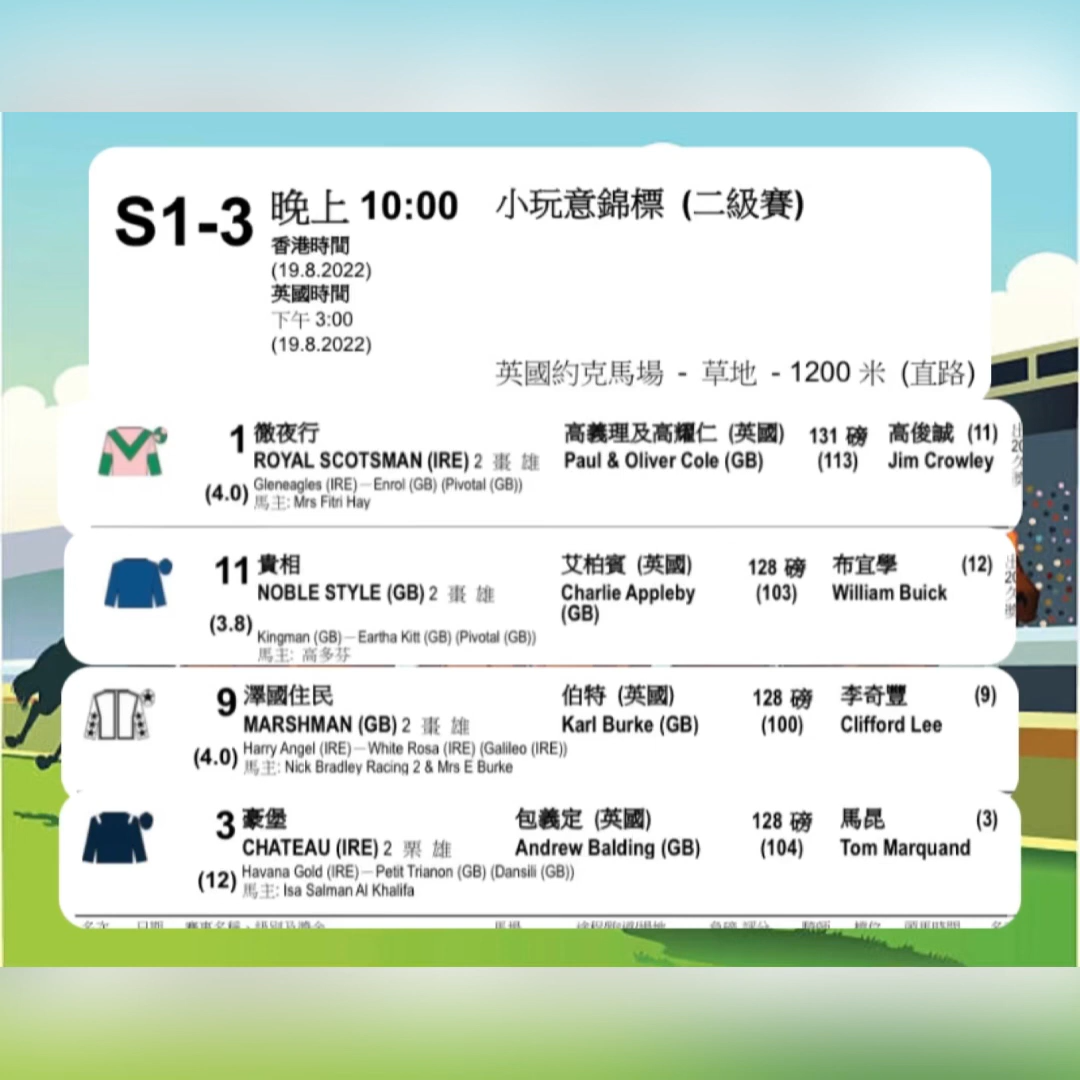 S1-3 晚上 10:00 小玩意錦標 (二級賽)
香港時間
(19.8.2022)
英國時間
下午 3:00
(19.8.2022)
英國約克馬場 - 草地 - 1200 米 (直路)
1 徹夜行 高義理及高耀仁 (英國) 131 磅 高俊誠 (11)
ROYAL SCOTSMAN (IRE) 2 棗 雄 Paul & Oliver Cole (GB) (113) Jim Crowley
(4.0) Gleneagles (IRE)－Enrol (GB) (Pivotal (GB))
馬主: Mrs Fitri Hay
11 貴相 艾柏賓 (英國) 128 磅 布宜學 (12)
NOBLE STYLE (GB) 2 棗 雄 Charlie Appleby (103) William Buick
(GB)
(3.8) Kingman (GB)－Eartha Kitt (GB) (Pivotal (GB))
馬主: 高多芬
9 澤國住民 伯特 (英國) 128 磅 李奇豐 (9)
MARSHMAN (GB) 2 棗 雄 Karl Burke (GB) (100) Clifford Lee
(4.0) Harry Angel (IRE)－White Rosa (IRE) (Galileo (IRE))
馬主: Nick Bradley Racing 2 & Mrs E Burke
3 豪堡 包義定 (英國) 128 磅 馬昆 (3)
CHATEAU (IRE) 2 栗 雄 Andrew Balding (GB) (104) Tom Marquand
(12) Havana Gold (IRE)－Petit Trianon (GB) (Dansili (GB))
馬主: Isa Salman Al Khalifa